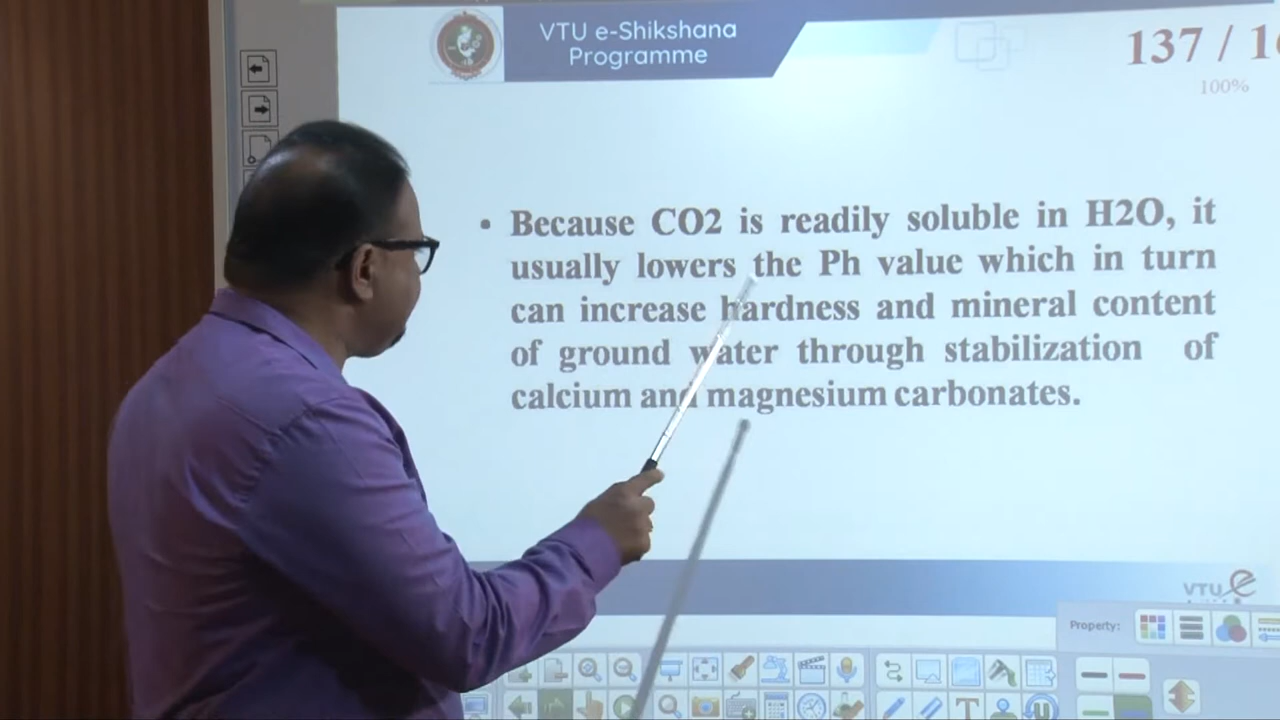 VTU e-Shikshana
Programme
137 / 1
100%
• Because CO2 is readily soluble in H2O, it
usually lowers the Ph value which in turn
can increase hardness and mineral content
of ground water through stabilization of
calcium and magnesium carbonates.
VTU e
Property: